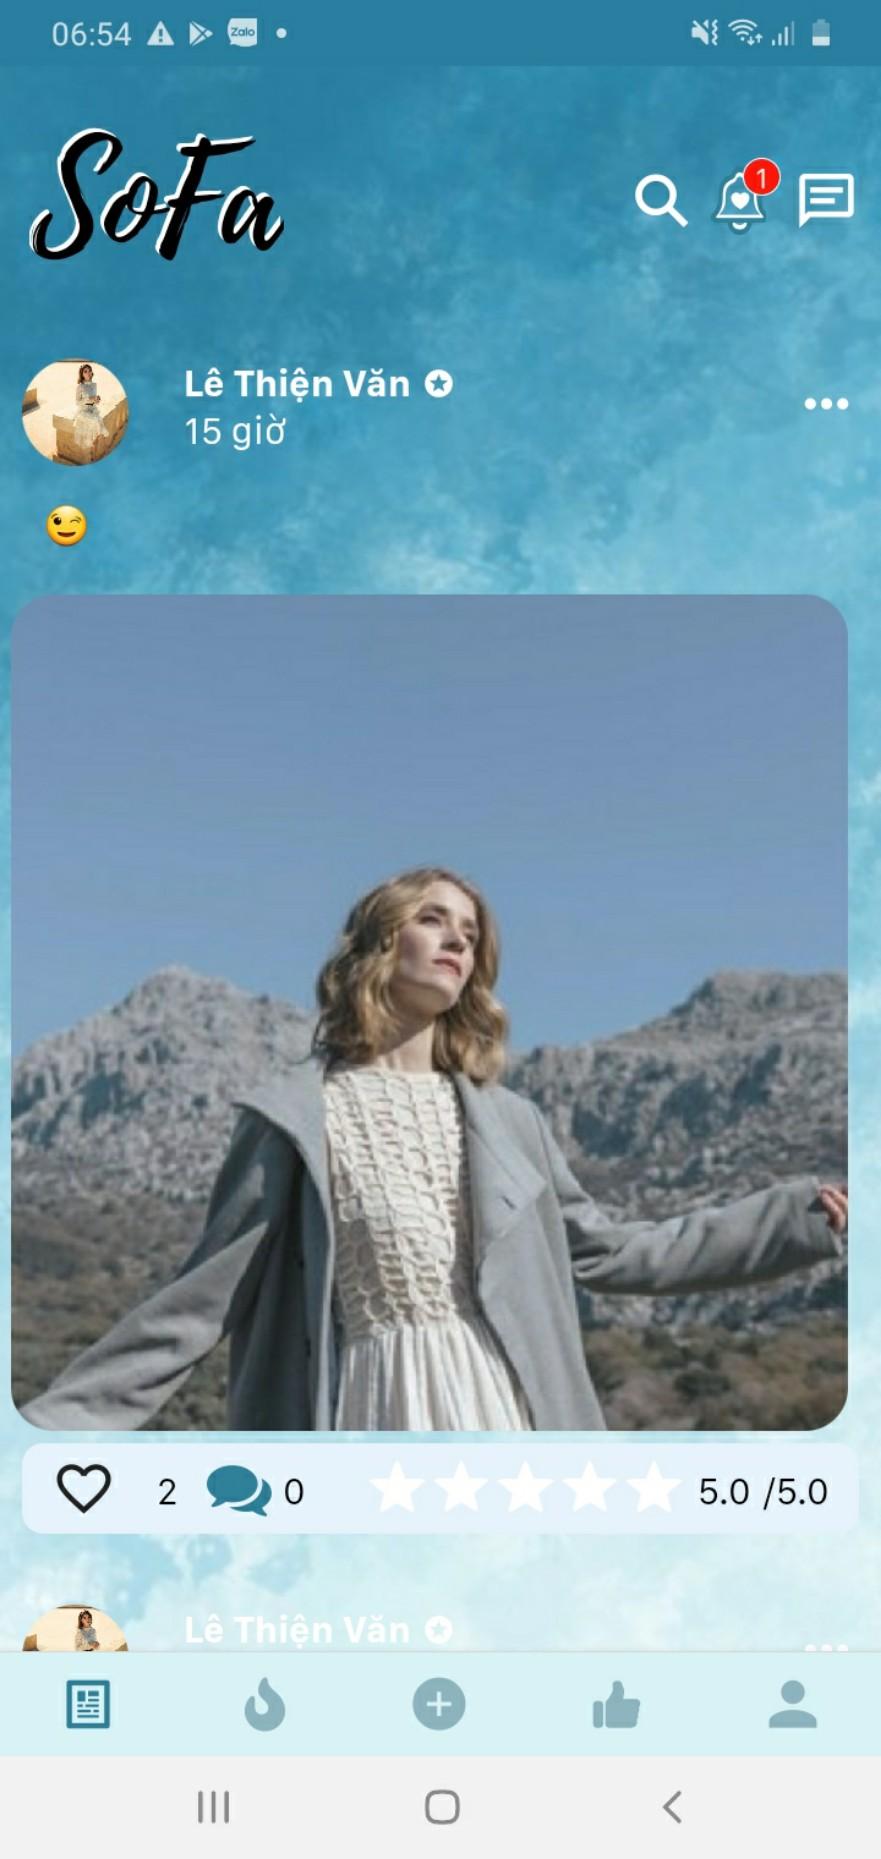 06:54
Zalo
SoFa
1
Lê Thiện Văn
15 giờ
2
0
5.0 /5.0
Lê Thiện Văn